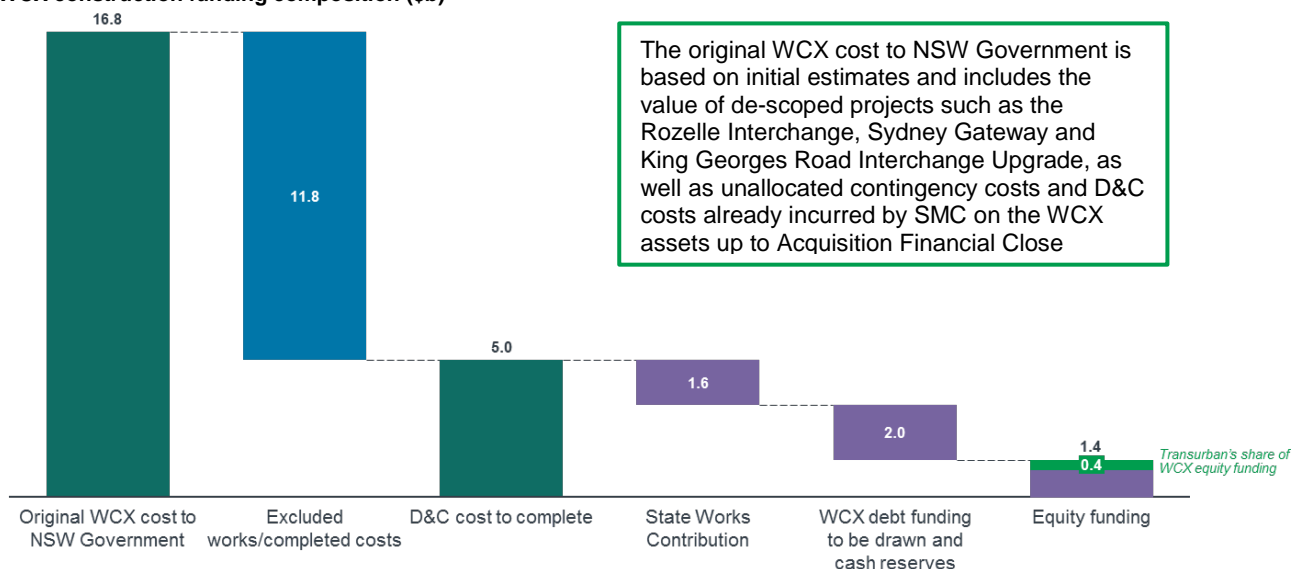 WCX construction funding composition ($b)
16.8
The original WCX cost to NSW Government is
based on initial estimates and includes the
value of de-scoped projects such as the
Rozelle Interchange, Sydney Gateway and
King Georges Road Interchange Upgrade, as
well as unallocated contingency costs and D&C
costs already incurred by SMC on the WCX
assets up to Acquisition Financial Close
11.8
5.0
1.6
2.0
1.4
0.4
Transurban's share of
WCX equity funding
Original WCX cost to
NSW Government
Excluded
works/completed costs
D&C cost to complete
State Works
Contribution
WCX debt funding
to be drawn and
cash reserves
Equity funding